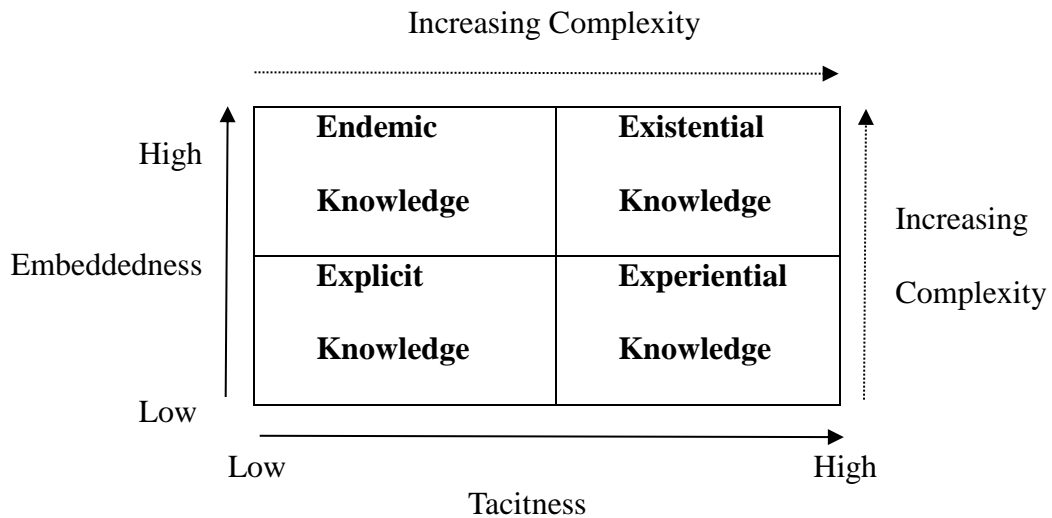 Increasing Complexity
Endemic Existential
High
Knowledge Knowledge
Increasing
Embeddedness
Explicit Experiential
Complexity
Knowledge Knowledge
Low
Low High
Tacitness